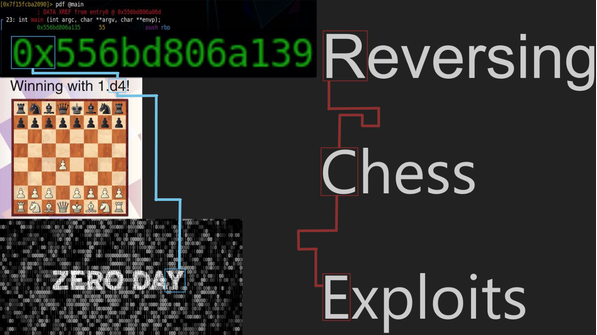 [0x7f15fcba2090]> pdf @main
; DATA XREF from entry0 @ 0x556bd806a08d
23: int main (int argc, char **argv, char **envp);
0x556bd806a135 55 push rbp
0x556bd806a139
Reversing
Winning with 1.d4!
Chess
ZERO DAY
Exploits